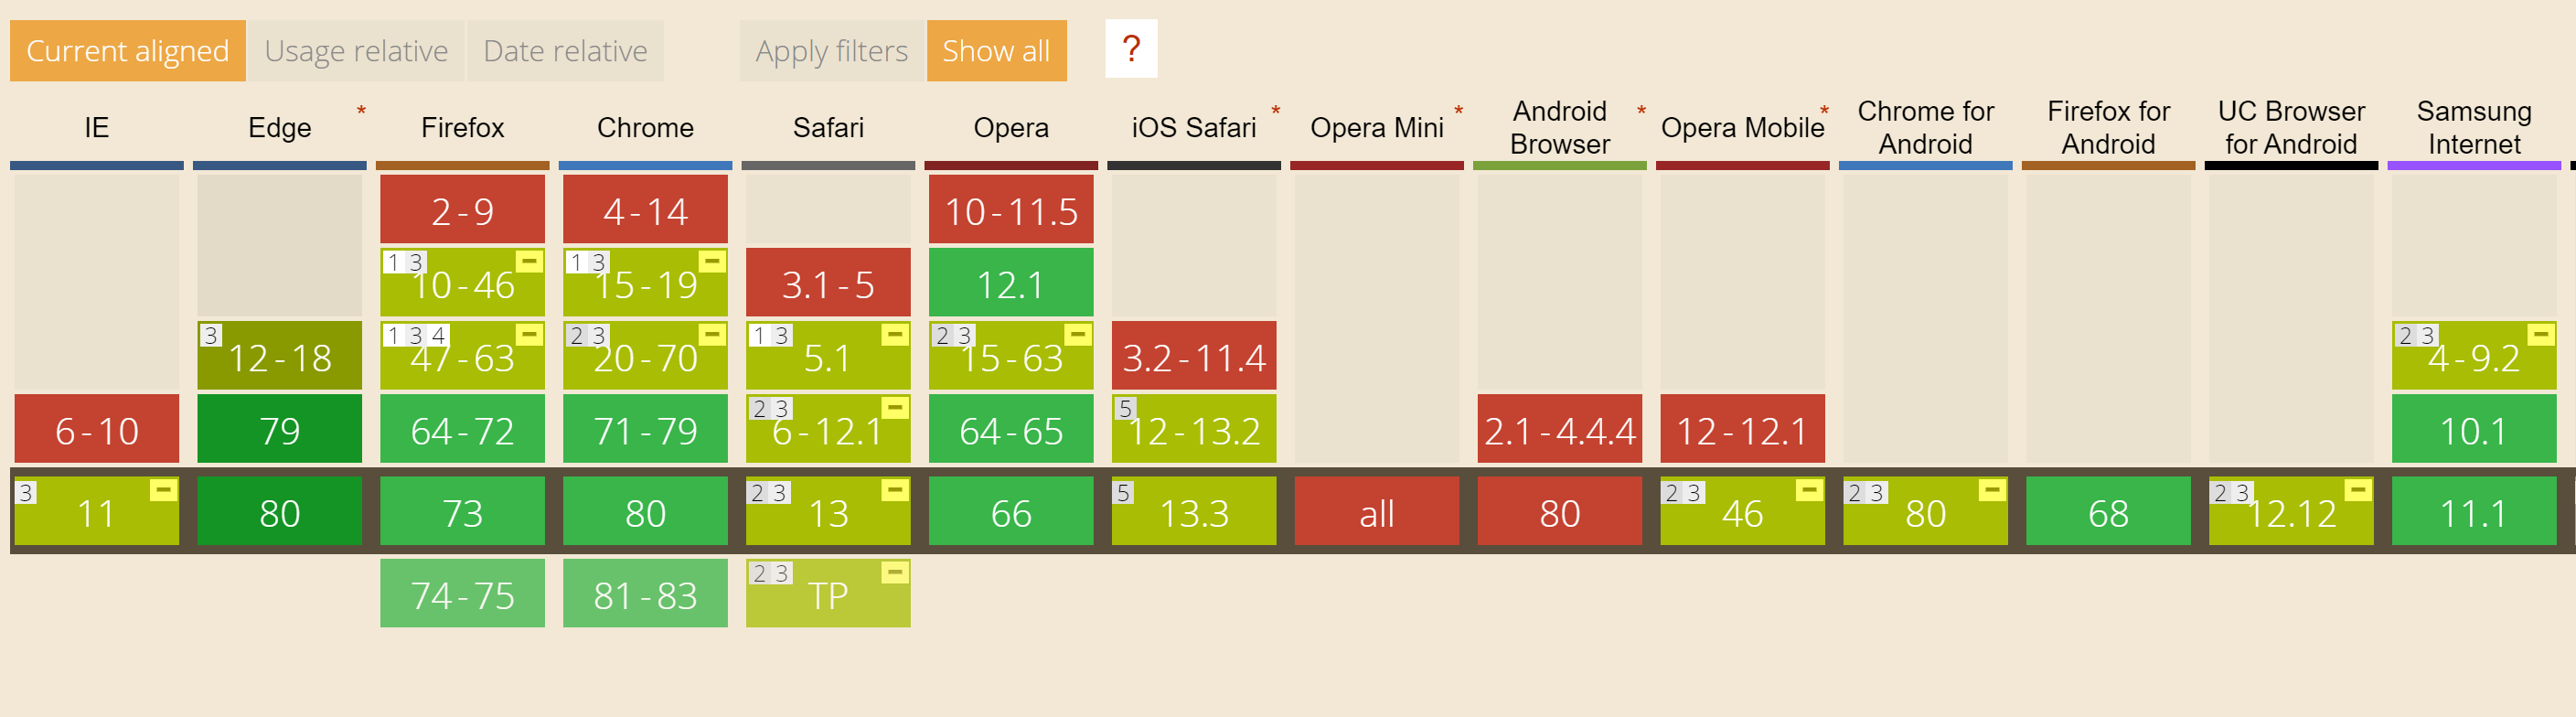 Current aligned Usage relative Date relative Apply filters Show all ?
IE Edge * Firefox Chrome Safari Opera iOS Safari * Opera Mini * Android Browser * Opera Mobile * Chrome for Android Firefox for Android UC Browser for Android Samsung Internet
2-9 4-14 10-11.5
1 3 - 10-46 1 3 - 15-19 3.1-5 12.1
3 12-18 1 3 4 - 47-63 2 3 - 20-70 1 3 - 5.1 2 3 - 15-63 3.2-11.4 2 3 - 4-9.2
6-10 79 64-72 71-79 2 3 - 6-12.1 64-65 5 12-13.2 2.1-4.4.4 12-12.1 10.1
3 - 11 80 73 80 2 3 - 13 66 5 13.3 all 80 2 3 - 46 2 3 - 80 68 2 3 - 12.12 11.1
74-75 81-83 2 3 - TP